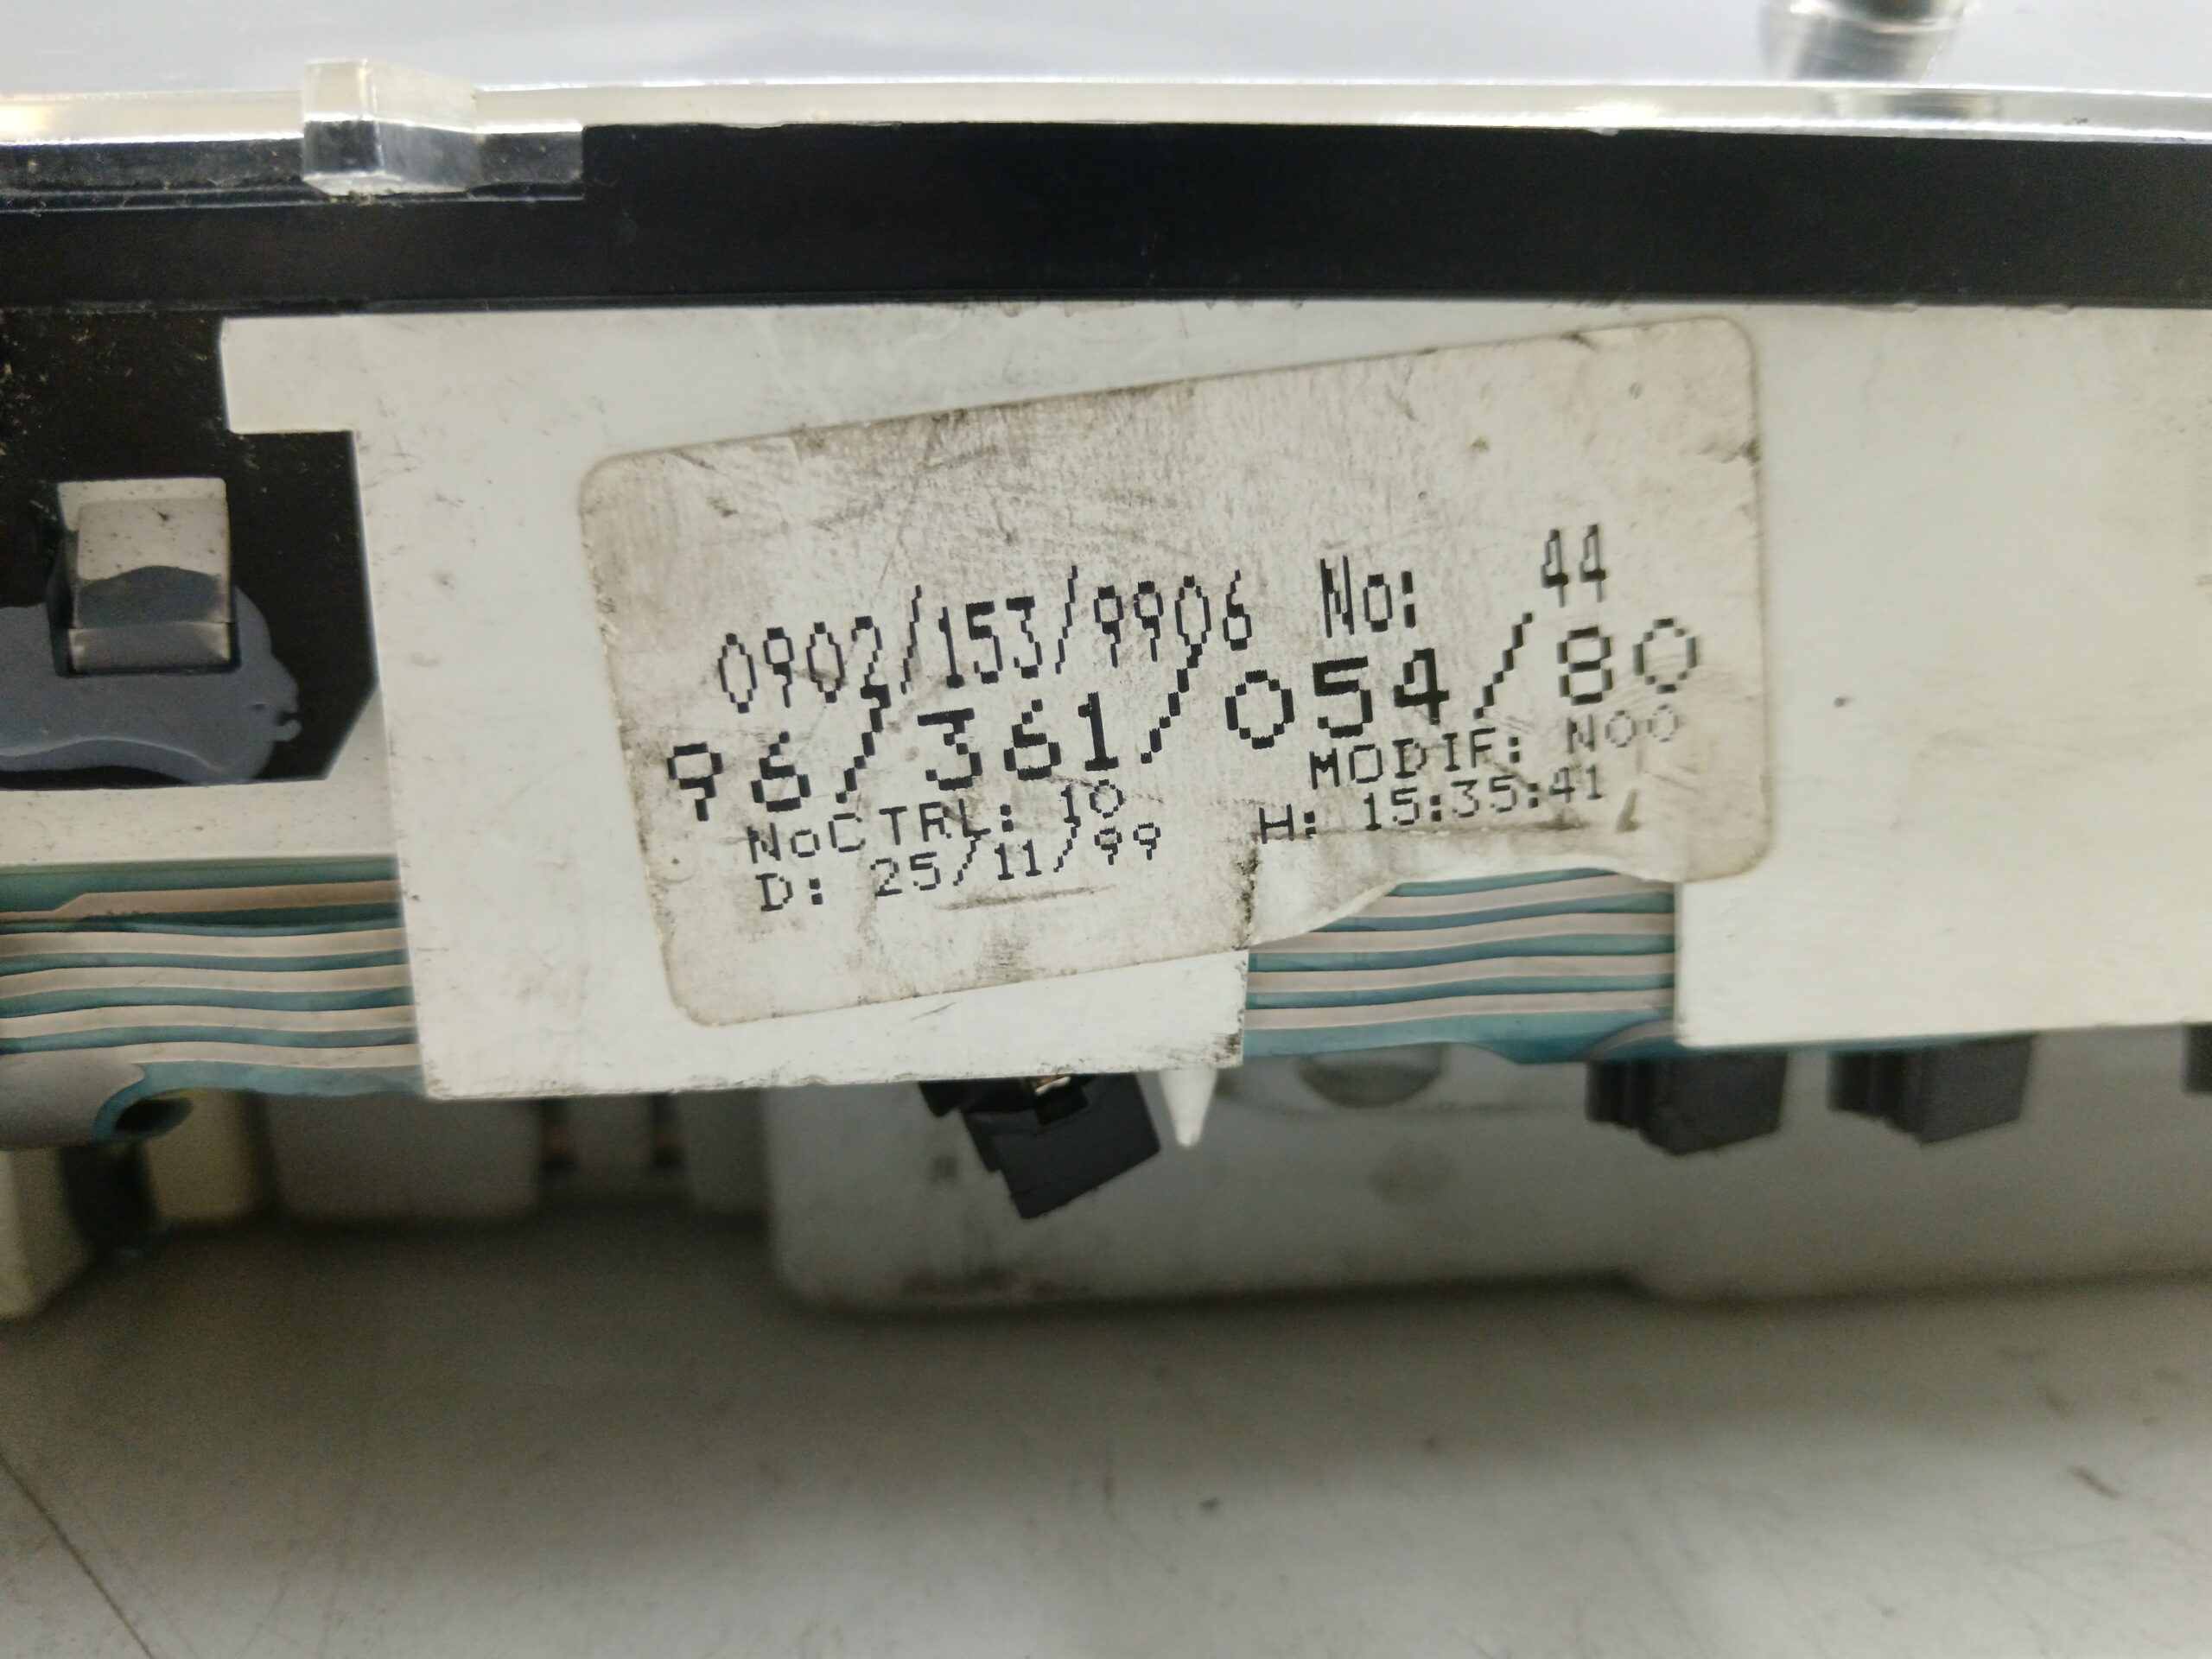 0902/153/9906 No: 44
96/361/054/80
NoCTRL: 10 MODIF: N00
D: 25/11/99 H: 15:35:41